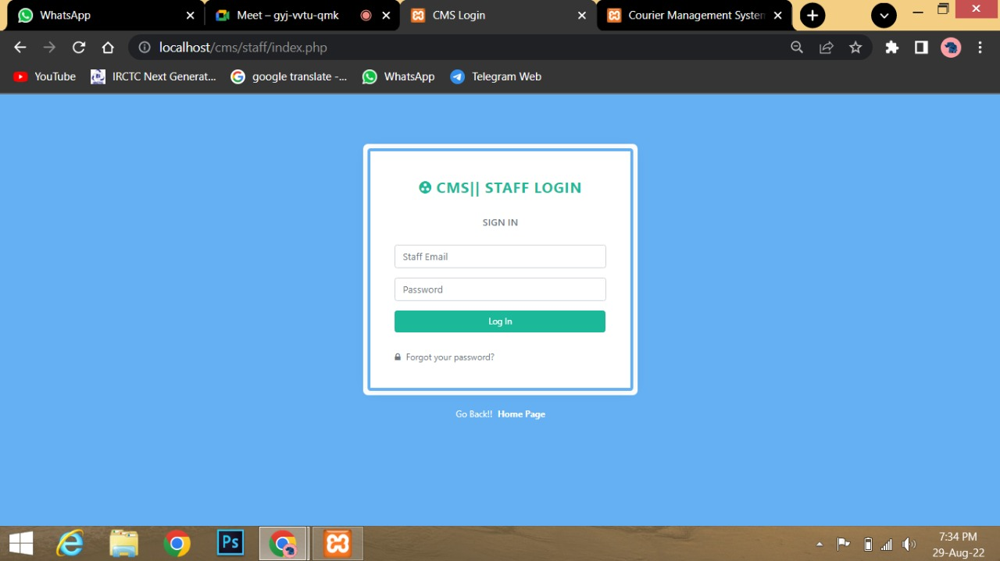 WhatsApp
Meet – gyj-vvtu-qmk
CMS Login
Courier Management System
localhost/cms/staff/index.php
YouTube
IRCTC Next Generat...
google translate -...
WhatsApp
Telegram Web
CMS|| STAFF LOGIN
SIGN IN
Staff Email
Password
Log In
Forgot your password?
Go Back!! Home Page
Ps
7:34 PM
29-Aug-22